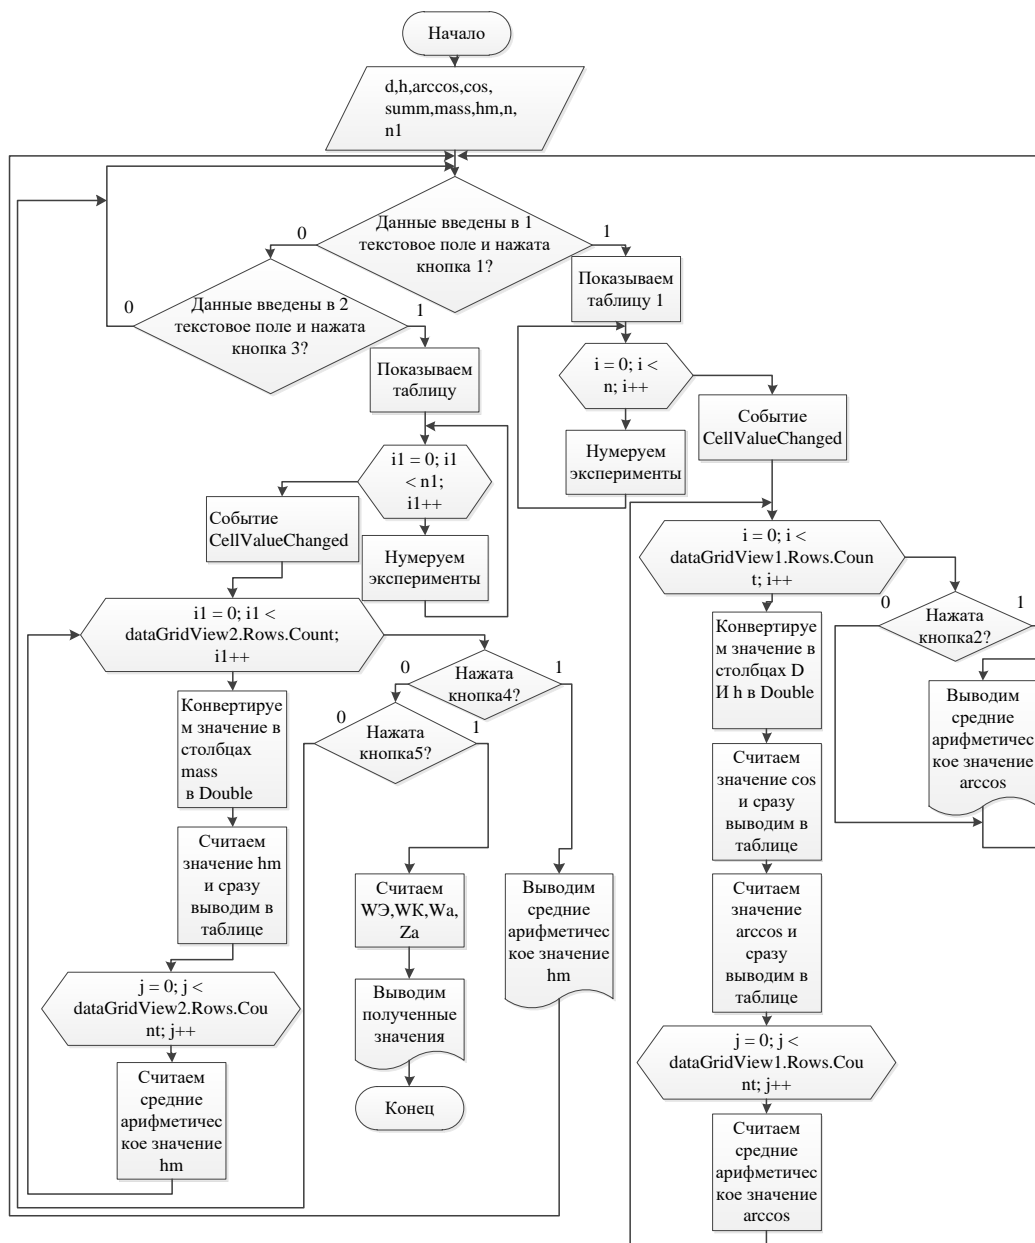 Начало
d,h,arccos,cos,
summ,mass,hm,n,
n1
Данные введены в 1
текстовое поле и нажата
кнопка 1?
0
1
Данные введены в 2
текстовое поле и нажата
кнопка 3?
0
1
Показываем
таблицу 1
i = 0; i <
n; i++
Нумеруем
эксперименты
Событие
CellValueChanged
Показываем
таблицу
i1 = 0; i1
< n1;
i1++
Нумеруем
эксперименты
Событие
CellValueChanged
i1 = 0; i1 <
dataGridView2.Rows.Count;
i1++
Конвертируе
м значение в
столбцах
mass
в Double
Считаем
значение hm
и сразу
выводим в
таблице
j = 0; j <
dataGridView2.Rows.Cou
nt; j++
Считаем
средние
арифметичес
кое значение
hm
Нажата
кнопка4?
0
1
Нажата
кнопка5?
0
1
Считаем
WЭ,WК,Wa,
Za
Выводим
полученные
значения
Конец
Выводим
средние
арифметичес
кое значение
hm
i = 0; i <
dataGridView1.Rows.Coun
t; i++
Нажата
кнопка2?
0
1
Выводим
средние
арифметичес
кое значение
arccos
Конвертируе
м значение в
столбцах D
И h в Double
Считаем
значение cos
и сразу
выводим в
таблице
Считаем
значение
arccos и
сразу
выводим в
таблице
j = 0; j <
dataGridView1.Rows.Cou
nt; j++
Считаем
средние
арифметичес
кое значение
arccos